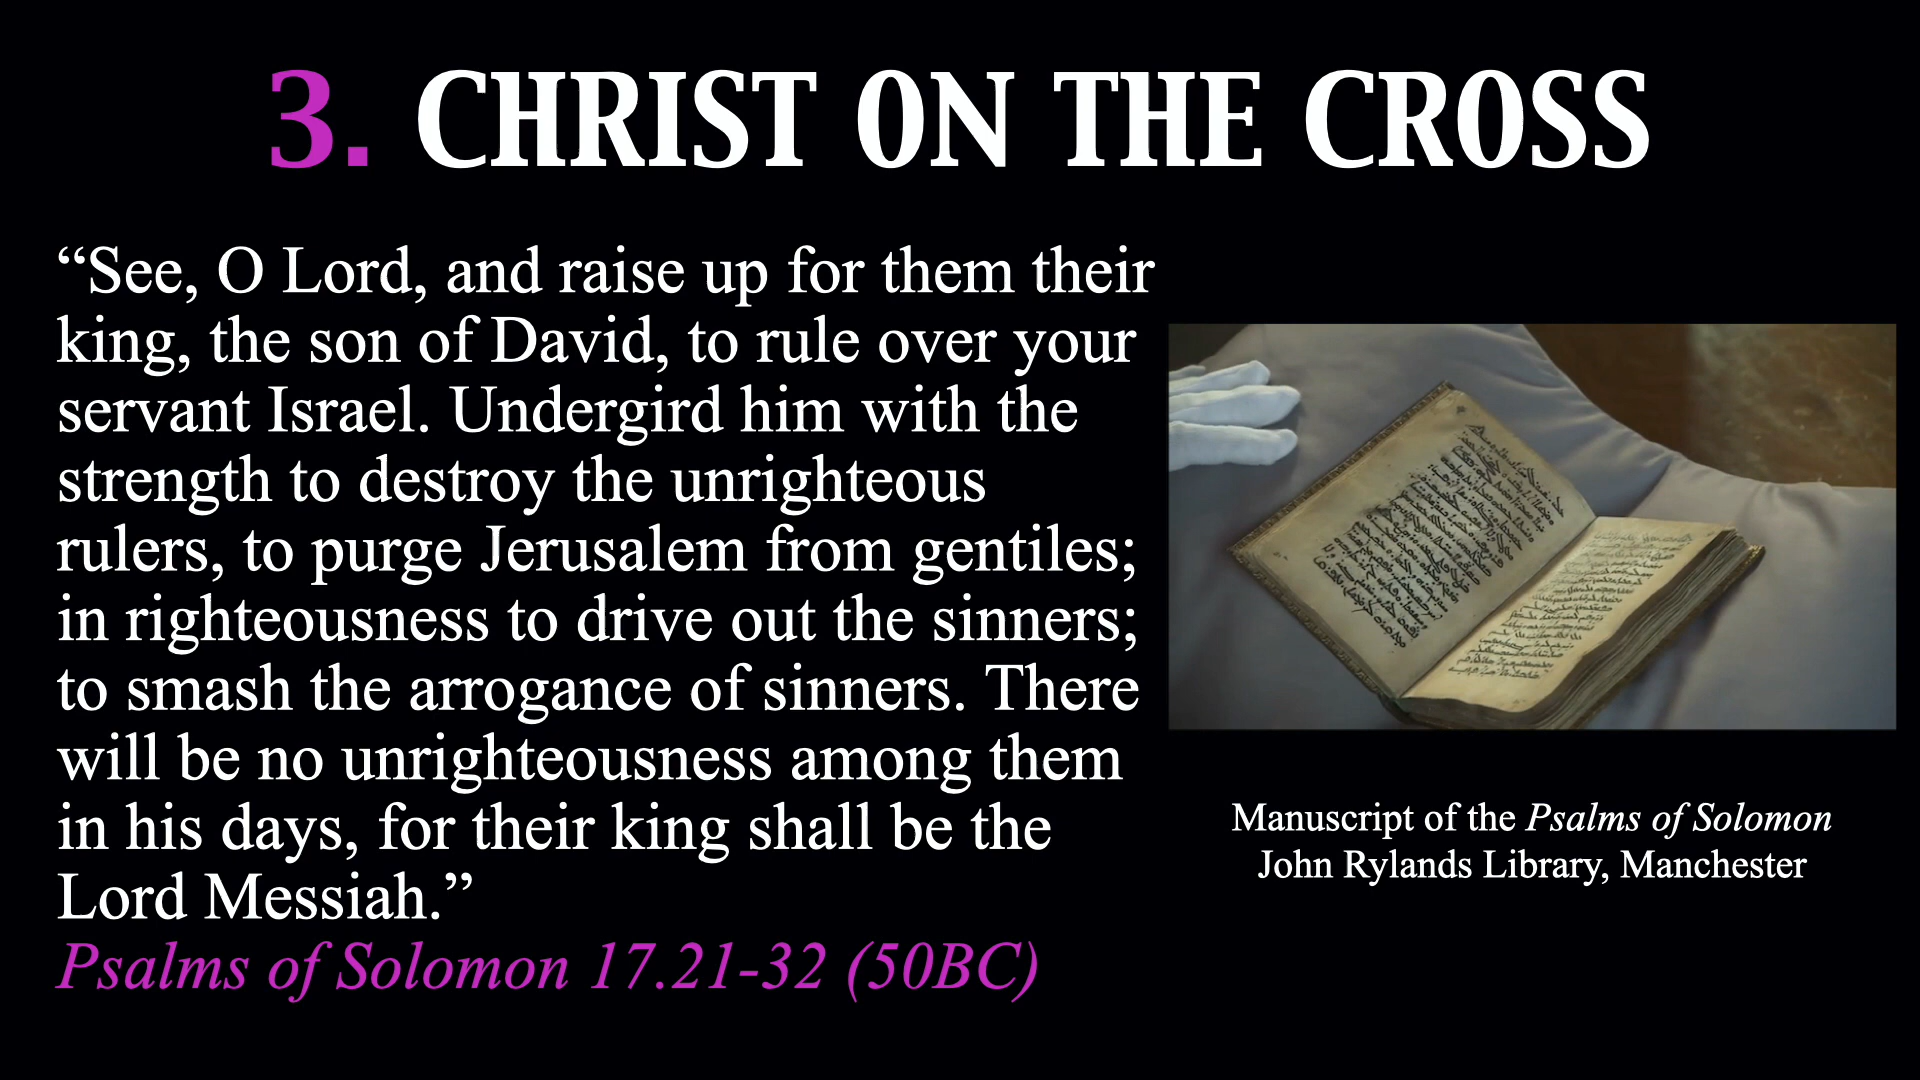 3. CHRIST ON THE CROSS
“See, O Lord, and raise up for them their
king, the son of David, to rule over your
servant Israel. Undergird him with the
strength to destroy the unrighteous
rulers, to purge Jerusalem from gentiles;
in righteousness to drive out the sinners;
to smash the arrogance of sinners. There
will be no unrighteousness among them
in his days, for their king shall be the
Lord Messiah.”
Psalms of Solomon 17.21-32 (50BC)
Manuscript of the Psalms of Solomon
John Rylands Library, Manchester